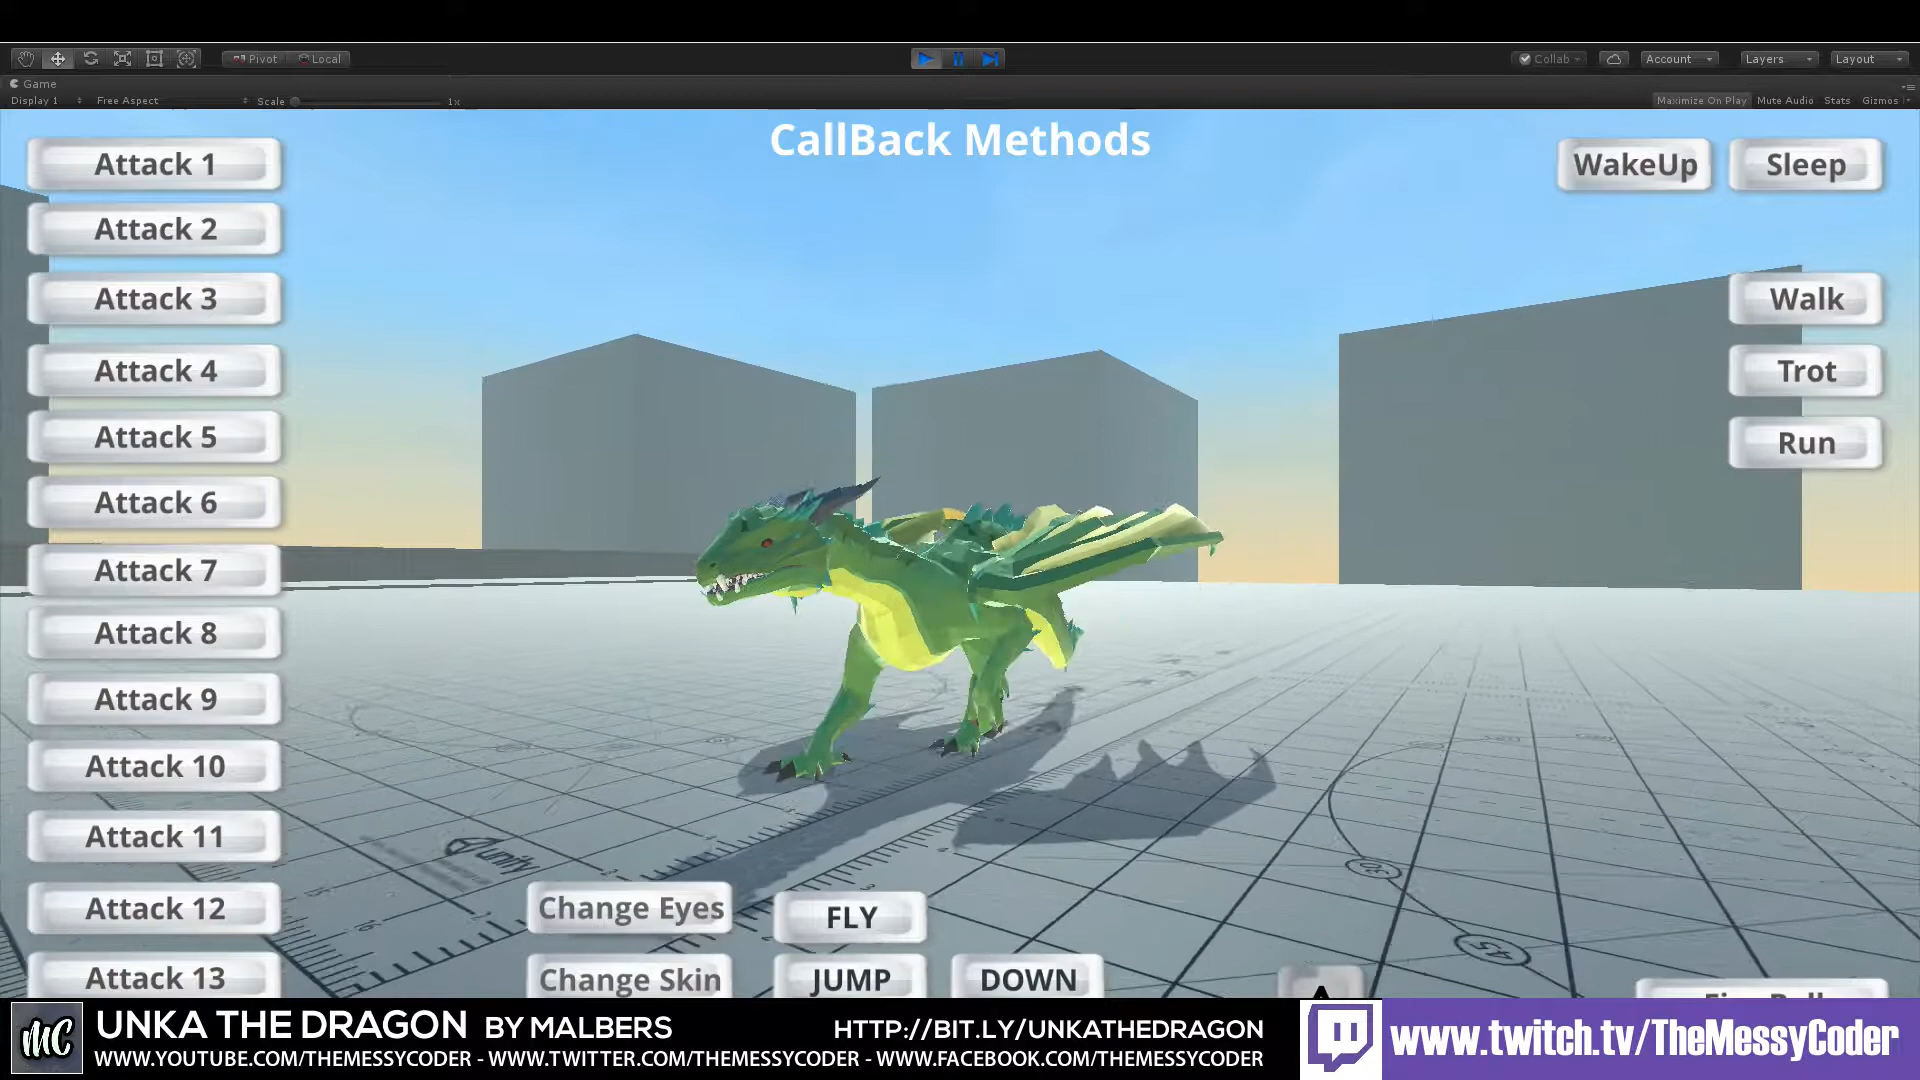 Pivot Local Collab Account Layers Layout
Game
Display 1 Free Aspect Scale 1x Maximize On Play Mute Audio Stats Gizmos
CallBack Methods
Attack 1
WakeUp Sleep
Attack 2
Attack 3
Walk
Attack 4
Trot
Attack 5
Run
Attack 6
Attack 7
Attack 8
Attack 9
Attack 10
Attack 11
unity
Attack 12
Change Eyes
FLY
Attack 13
Change Skin
JUMP
DOWN
MC
UNKA THE DRAGON BY MALBERS
HTTP://BIT.LY/UNKATHEDRAGON
WWW.YOUTUBE.COM/THEMESSYCODER - WWW.TWITTER.COM/THEMESSYCODER - WWW.FACEBOOK.COM/THEMESSYCODER
www.twitch.tv/TheMessyCoder